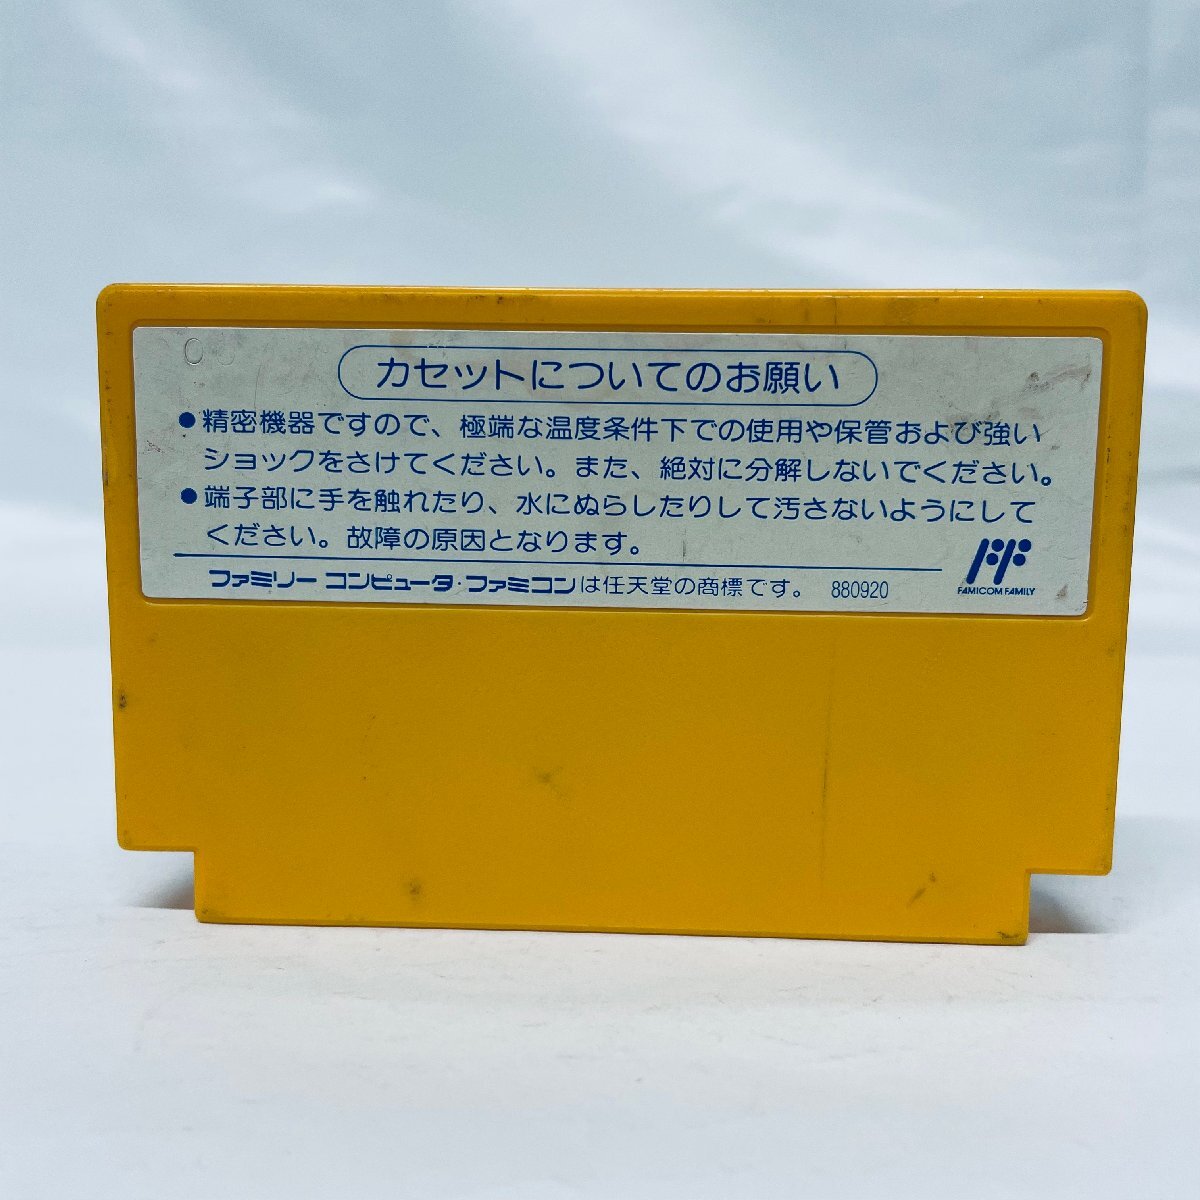 カセットについてのお願い
●精密機器ですので、極端な温度条件下での使用や保管および強い
ショックをさけてください。また、絶対に分解しないでください。
●端子部に手を触れたり、水にぬらしたりして汚さないようにして
ください。故障の原因となります。
ファミリー コンピュータ・ファミコンは任天堂の商標です。 880920
FAMICOM FAMILY